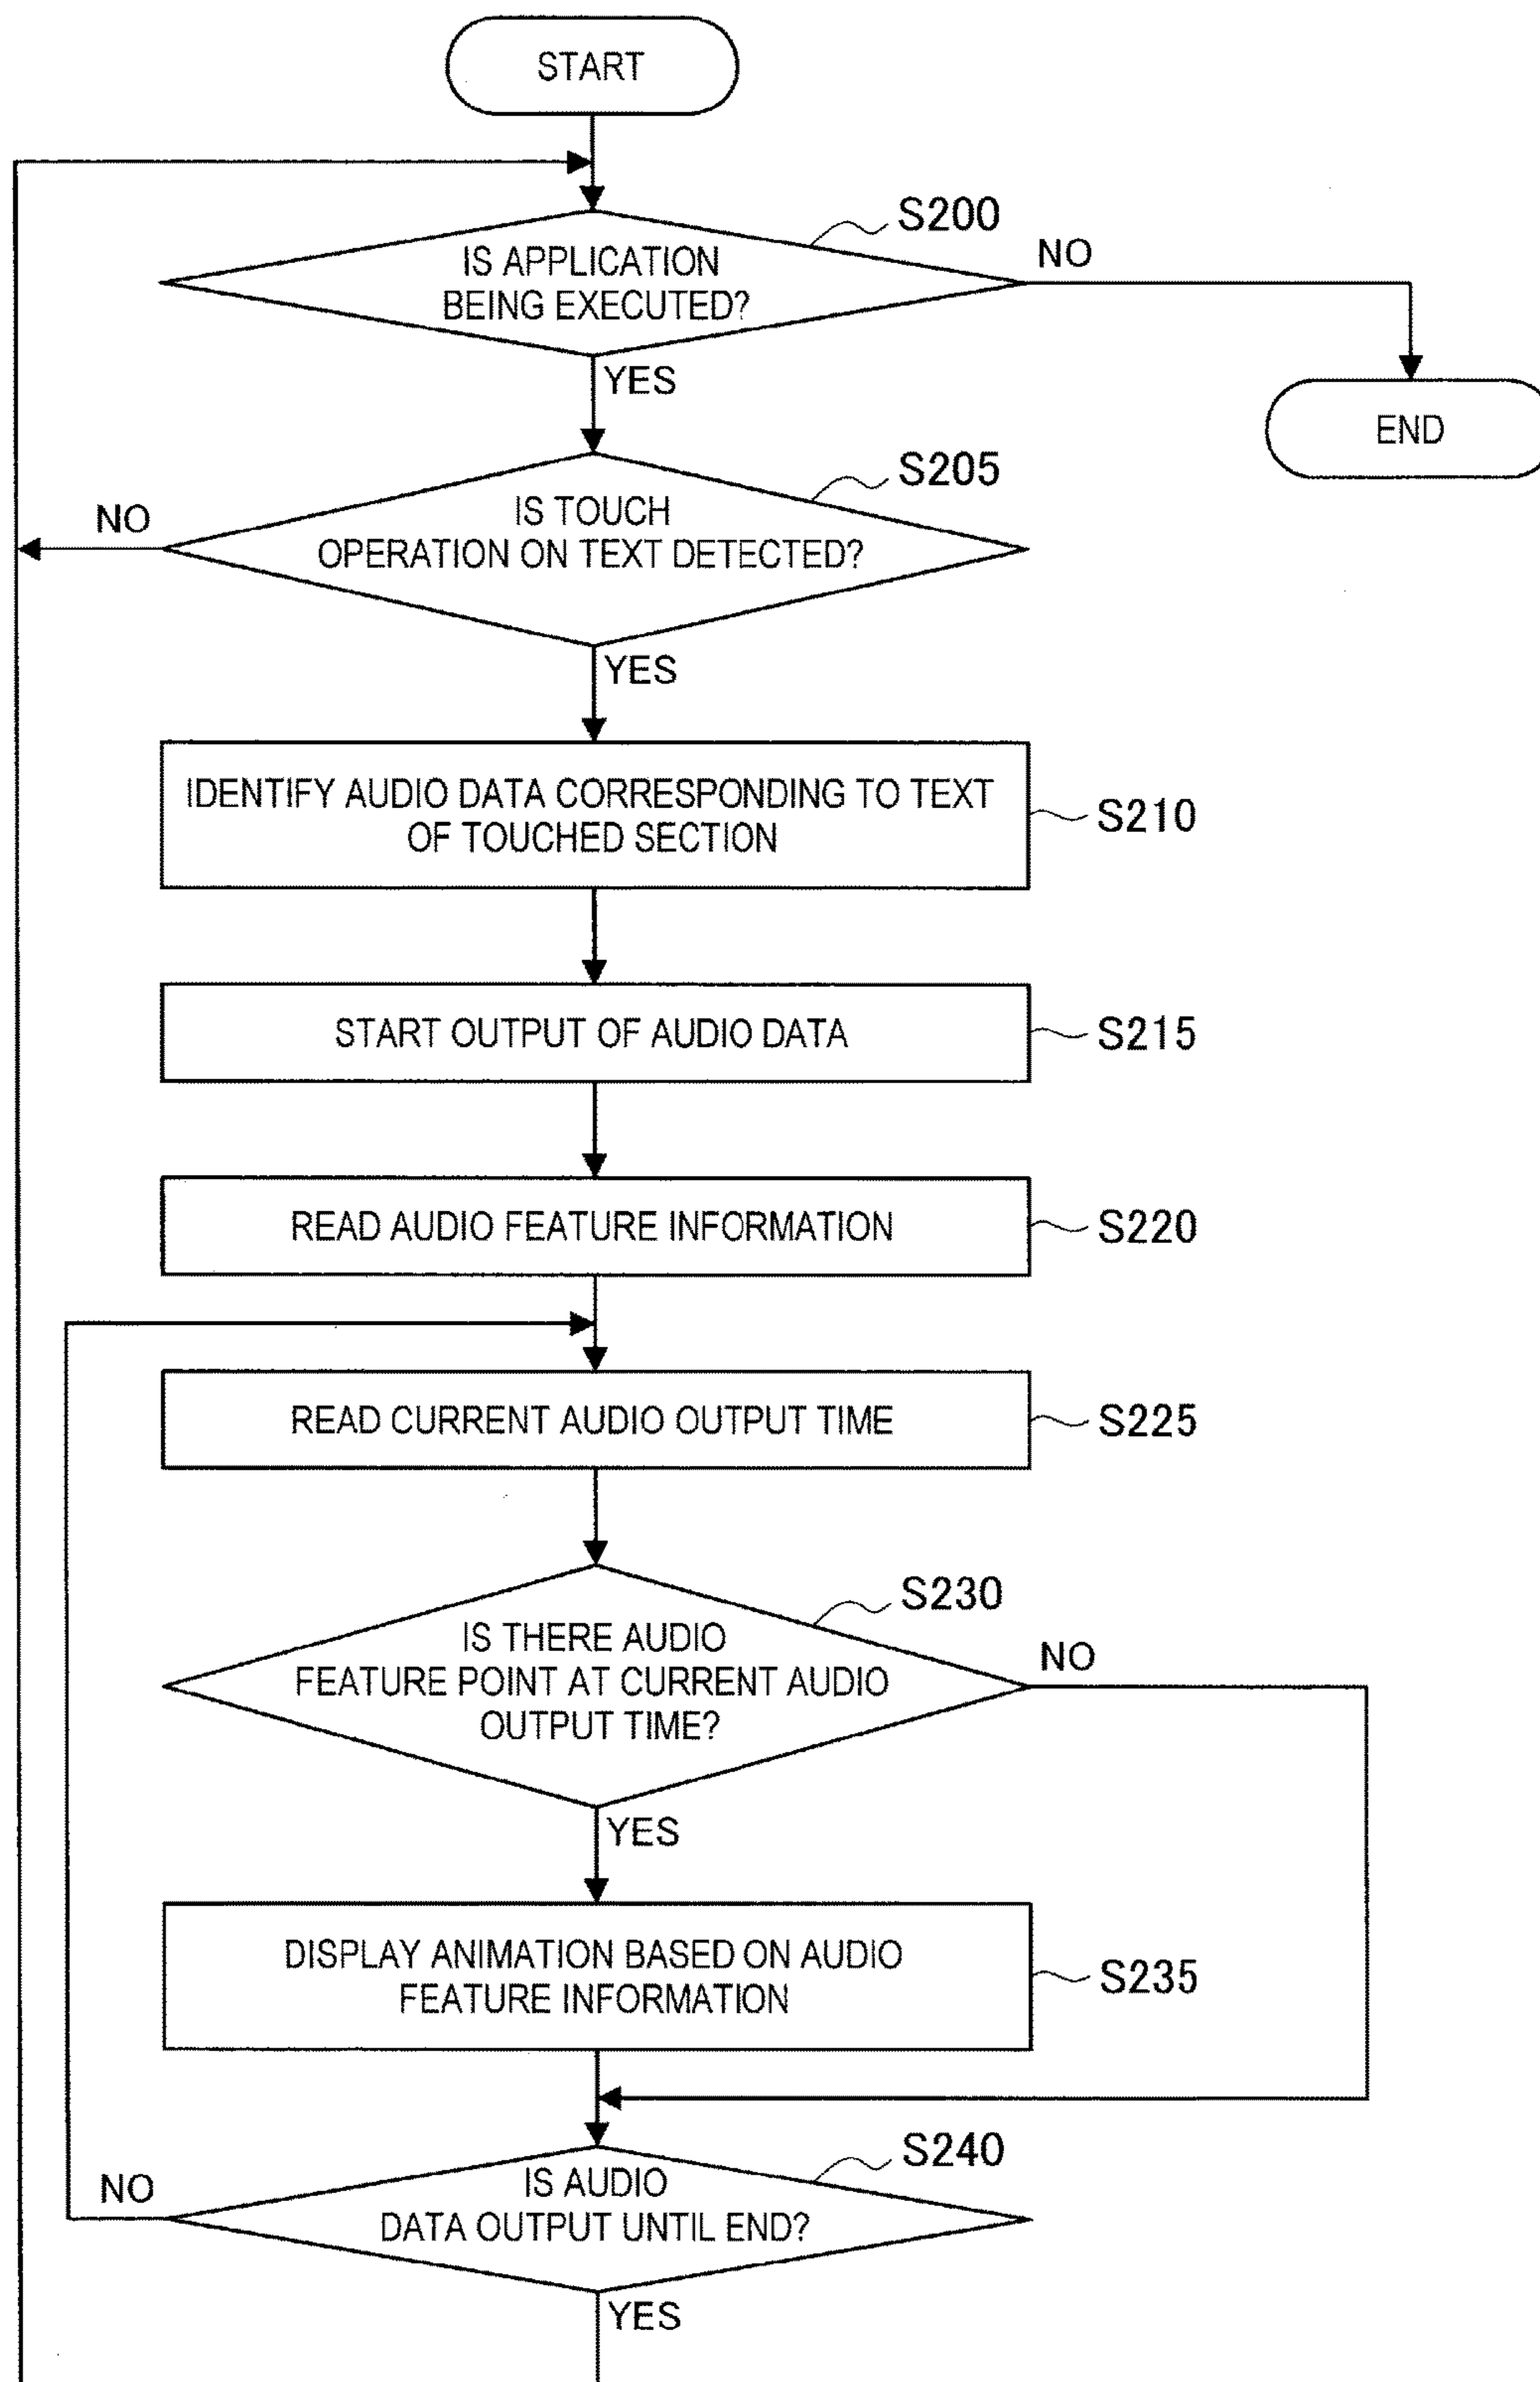 START
S200
IS APPLICATION
BEING EXECUTED?
NO
YES
END
S205
IS TOUCH
OPERATION ON TEXT DETECTED?
NO
YES
IDENTIFY AUDIO DATA CORRESPONDING TO TEXT
OF TOUCHED SECTION
S210
START OUTPUT OF AUDIO DATA
S215
READ AUDIO FEATURE INFORMATION
S220
READ CURRENT AUDIO OUTPUT TIME
S225
S230
IS THERE AUDIO
FEATURE POINT AT CURRENT AUDIO
OUTPUT TIME?
NO
YES
DISPLAY ANIMATION BASED ON AUDIO
FEATURE INFORMATION
S235
S240
IS AUDIO
DATA OUTPUT UNTIL END?
NO
YES